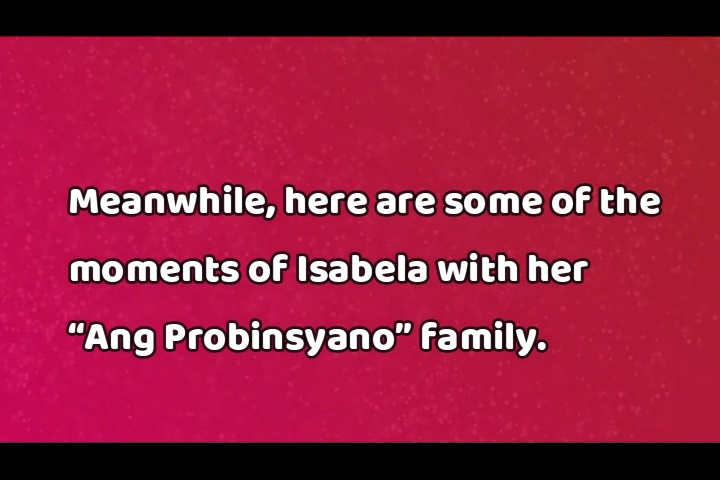 Meanwhile, here are some of the
moments of Isabela with her
“Ang Probinsyano” family.